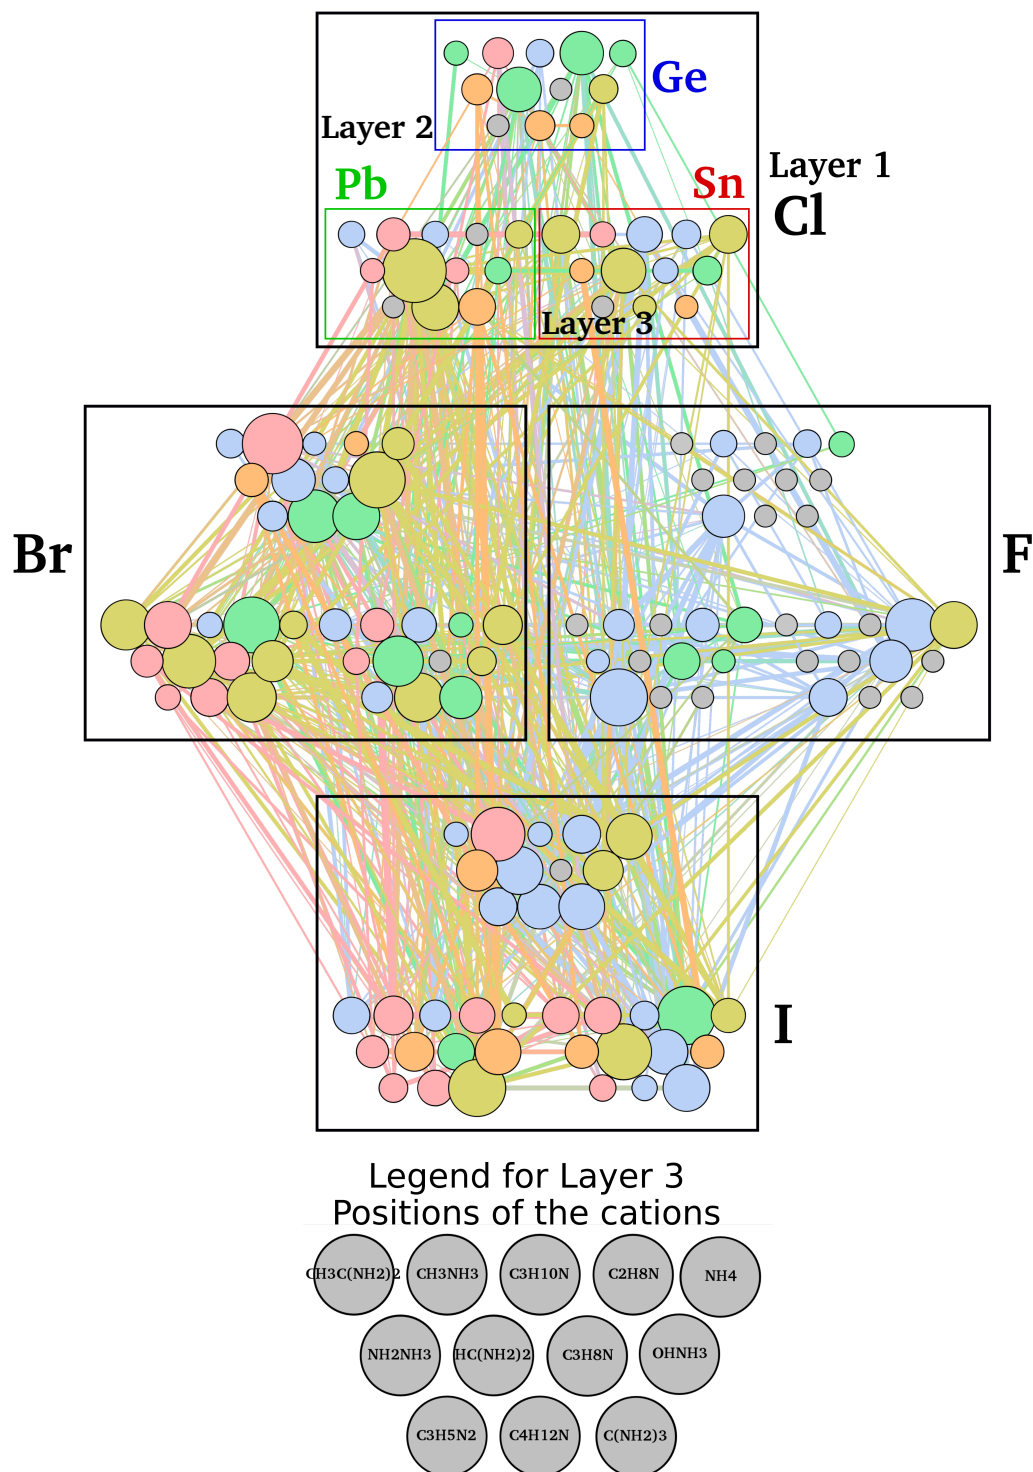 Ge
Layer 2
Layer 1
Pb
Sn
Cl
Layer 3
Br
F
I
Legend for Layer 3
Positions of the cations
CH3C(NH2)2 CH3NH3 C3H10N C2H8N NH4
NH2NH3 HC(NH2)2 C3H8N OHNH3
C3H5N2 C4H12N C(NH2)3